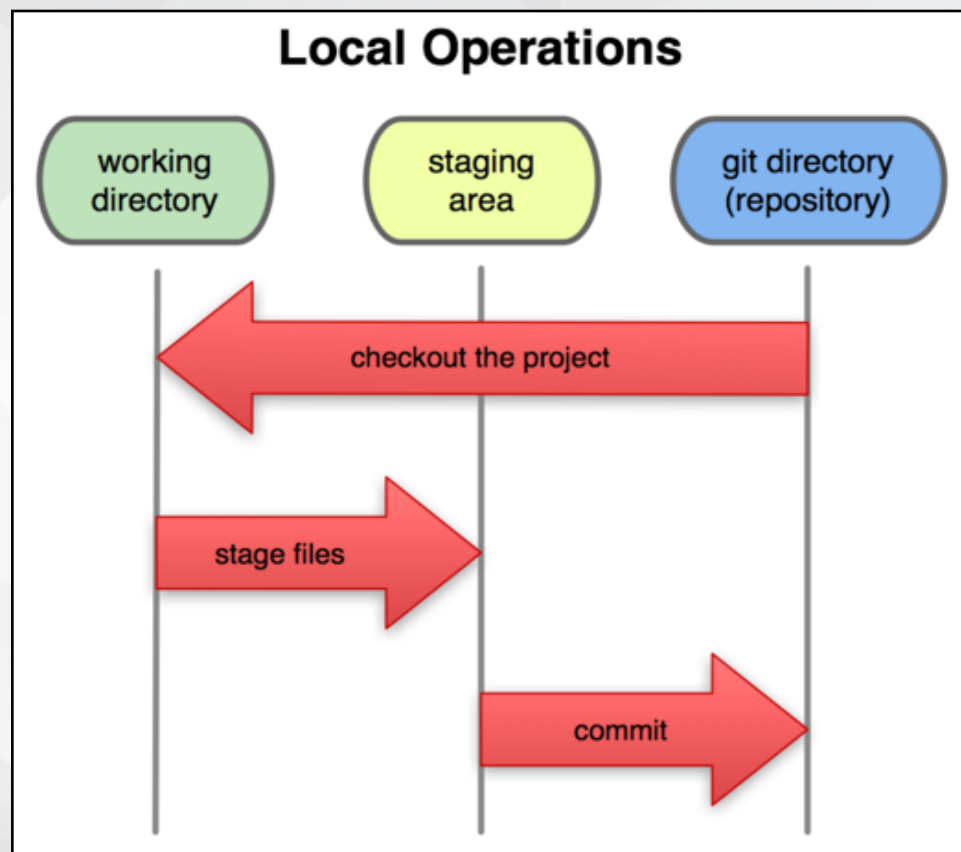 Local Operations
working
directory
staging
area
git directory
(repository)
checkout the project
stage files
commit